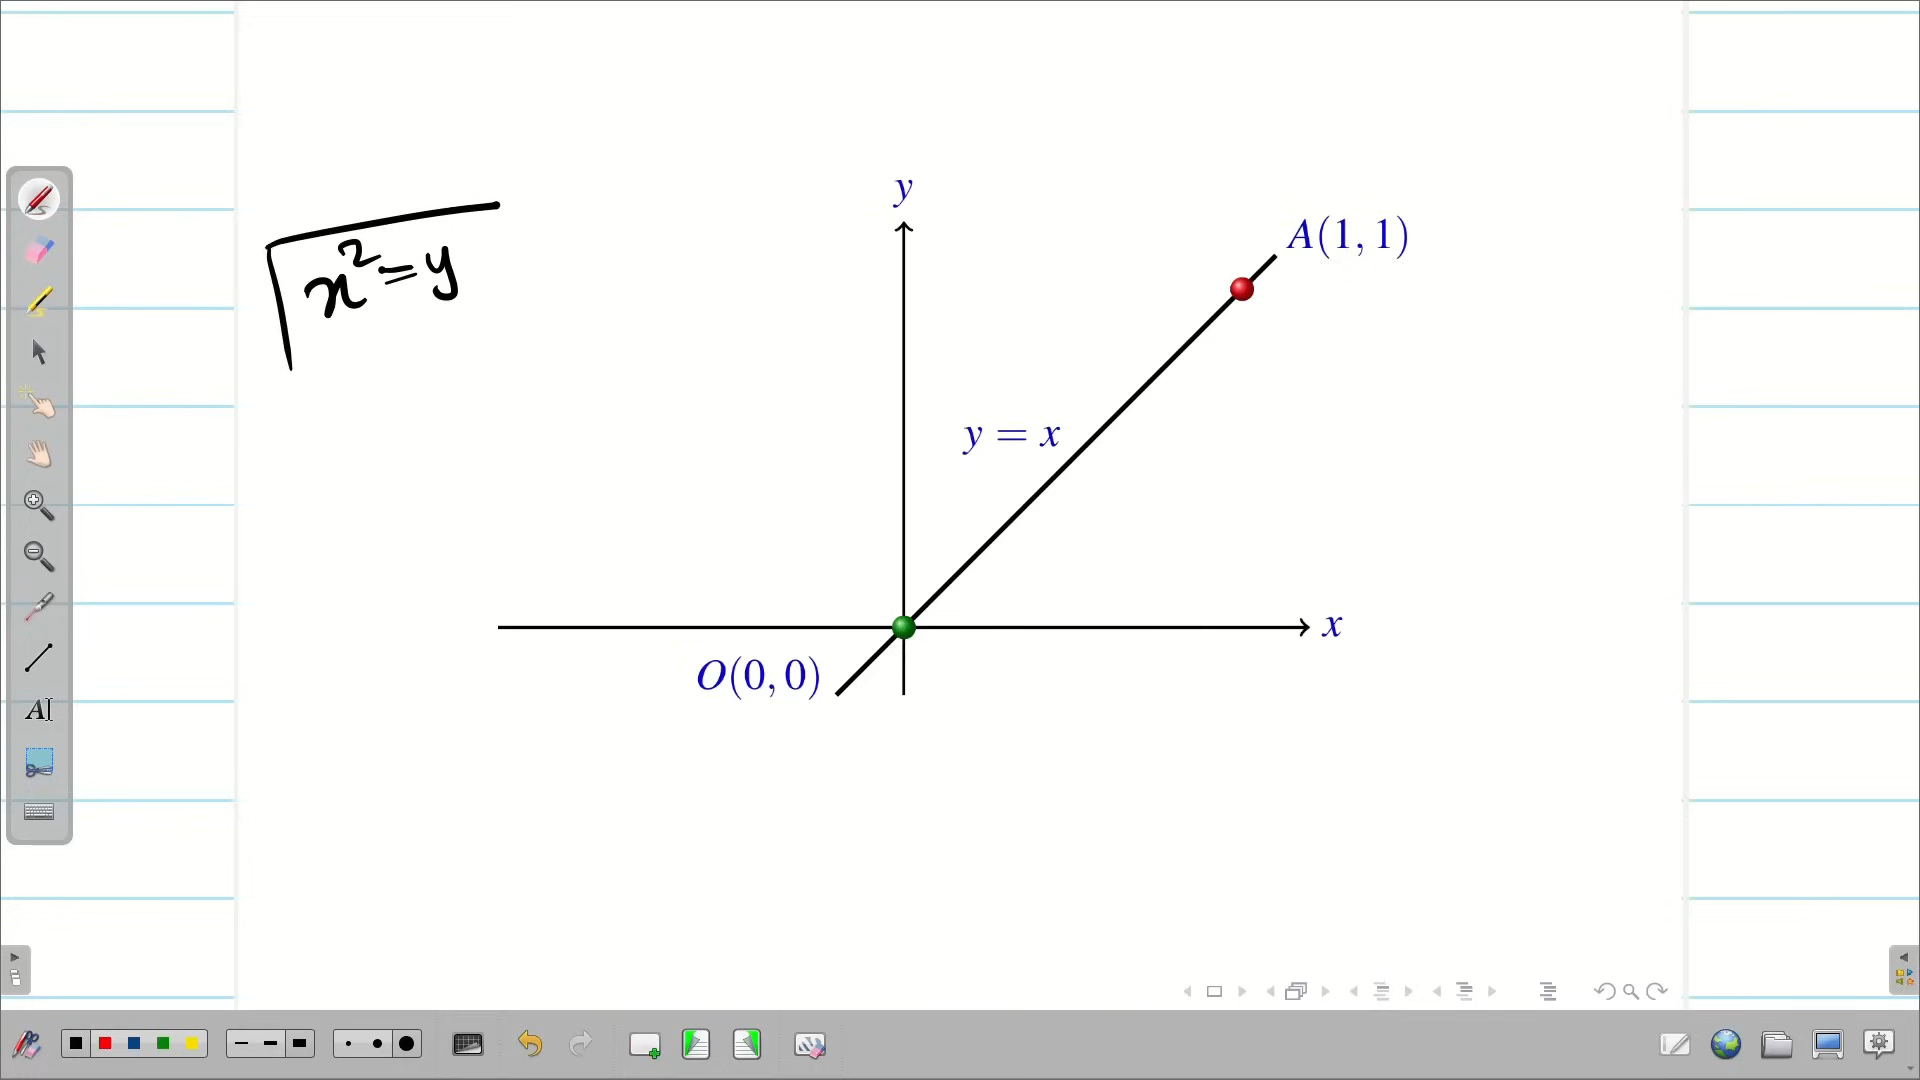 y
A(1, 1)
x² = y
y = x
x
O(0, 0)
A